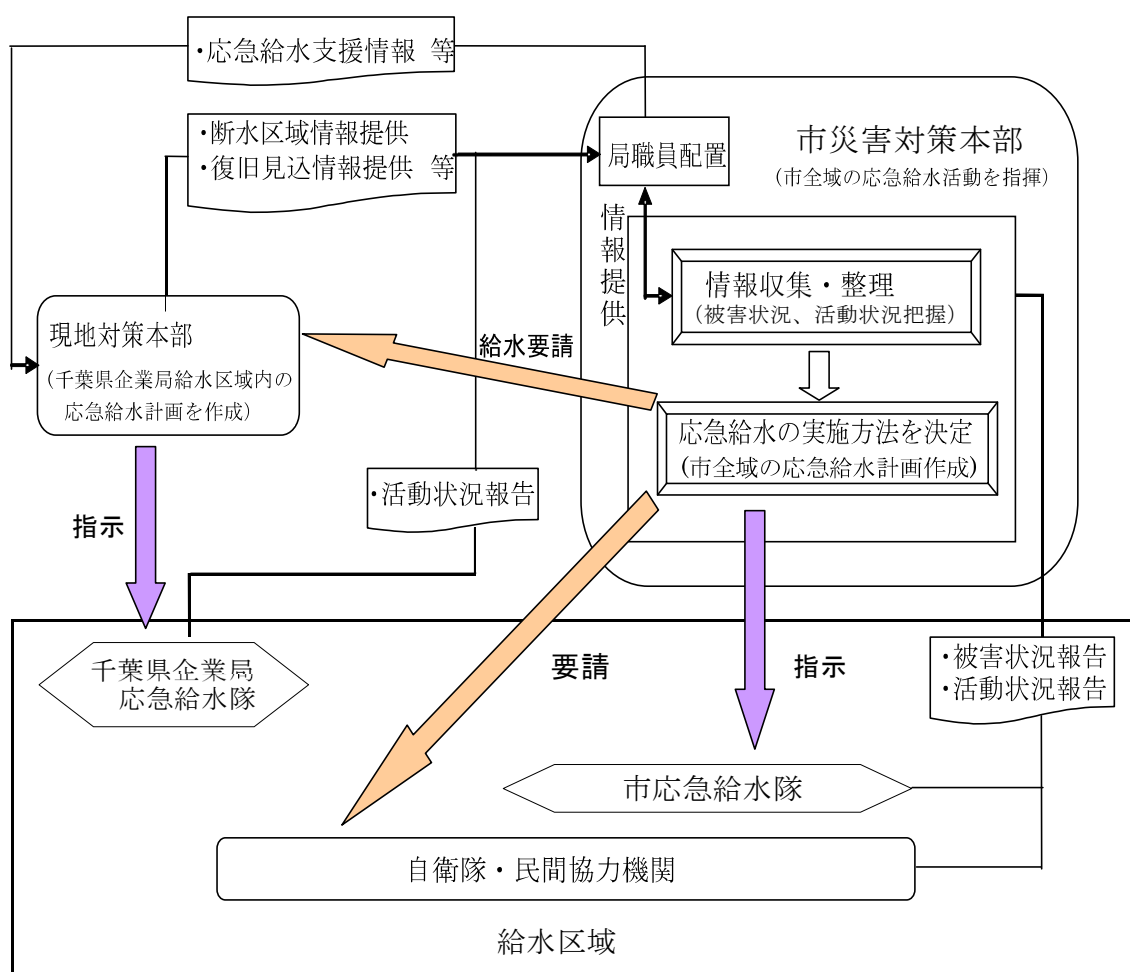 ・応急給水支援情報 等
・断水区域情報提供
・復旧見込情報提供 等
局職員配置
市災害対策本部
(市全域の応急給水活動を指揮)
情報提供
情報収集・整理
(被害状況、活動状況把握)
現地対策本部
(千葉県企業局給水区域内の
応急給水計画を作成)
給水要請
応急給水の実施方法を決定
(市全域の応急給水計画作成)
・活動状況報告
指示
千葉県企業局
応急給水隊
要請
指示
・被害状況報告
・活動状況報告
市応急給水隊
自衛隊・民間協力機関
給水区域